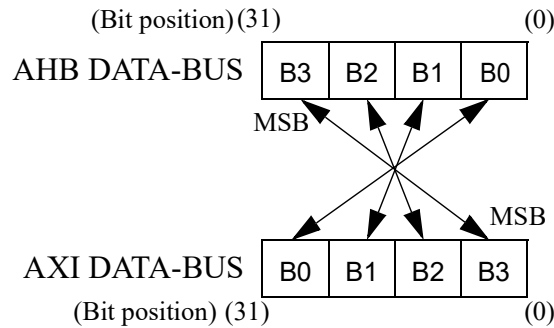 (Bit position) (31) (0)
AHB DATA-BUS B3 B2 B1 B0
MSB
MSB
AXI DATA-BUS B0 B1 B2 B3
(Bit position) (31) (0)